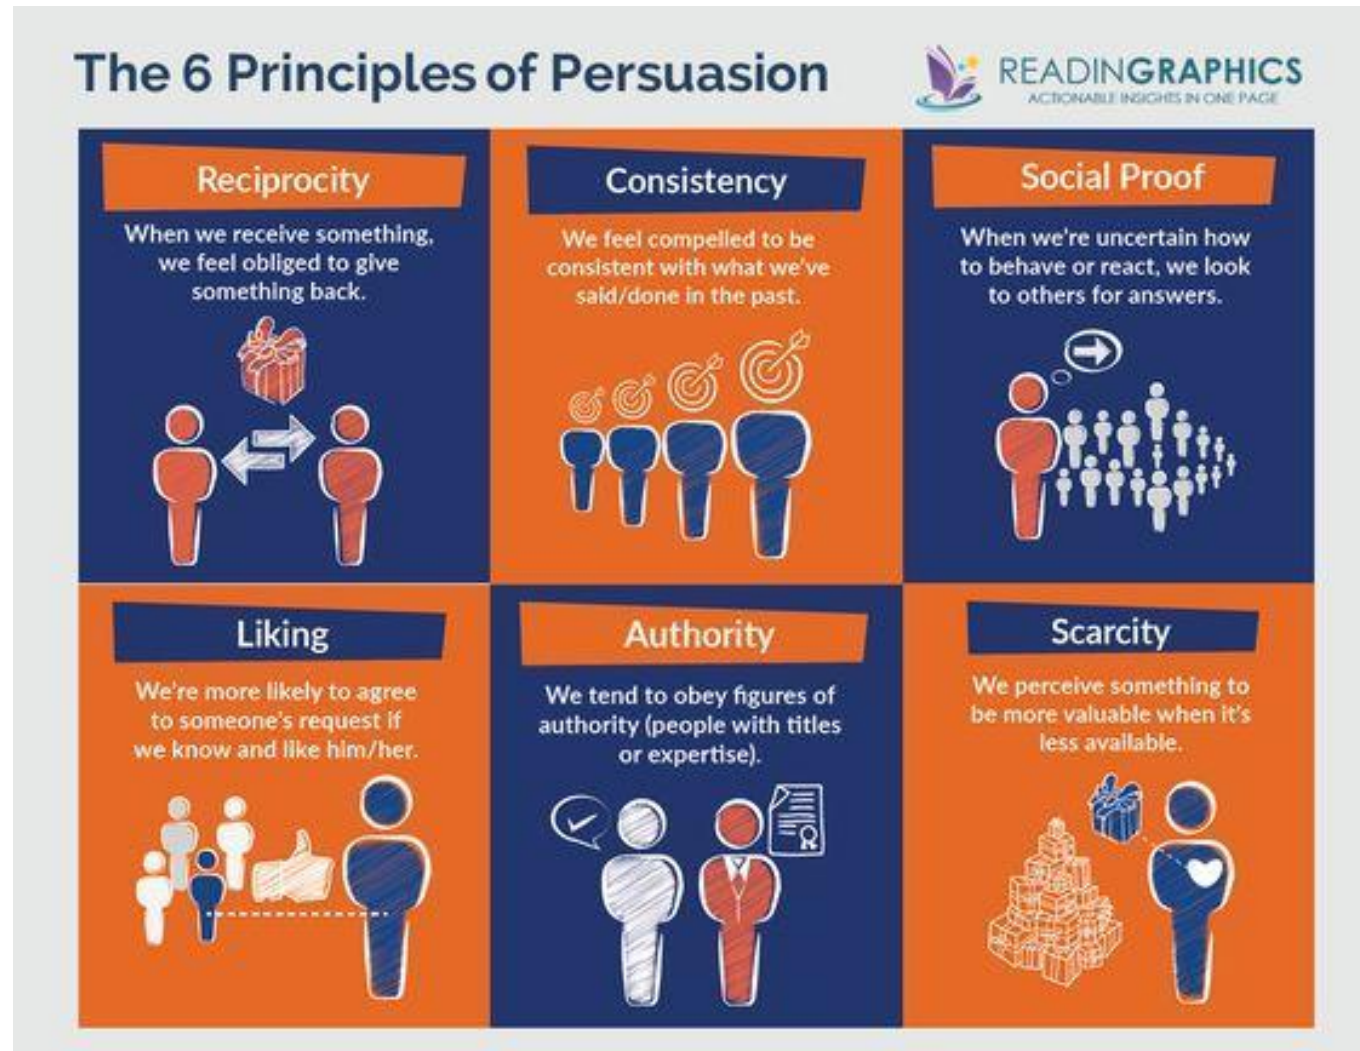 The 6 Principles of Persuasion
READINGRAPHICS
ACTIONABLE INSIGHTS IN ONE PAGE
Reciprocity
When we receive something,
we feel obliged to give
something back.
Consistency
We feel compelled to be
consistent with what we've
said/done in the past.
Social Proof
When we're uncertain how
to behave or react, we look
to others for answers.
Liking
We're more likely to agree
to someone's request if
we know and like him/her.
Authority
We tend to obey figures of
authority (people with titles
or expertise).
Scarcity
We perceive something to
be more valuable when it's
less available.